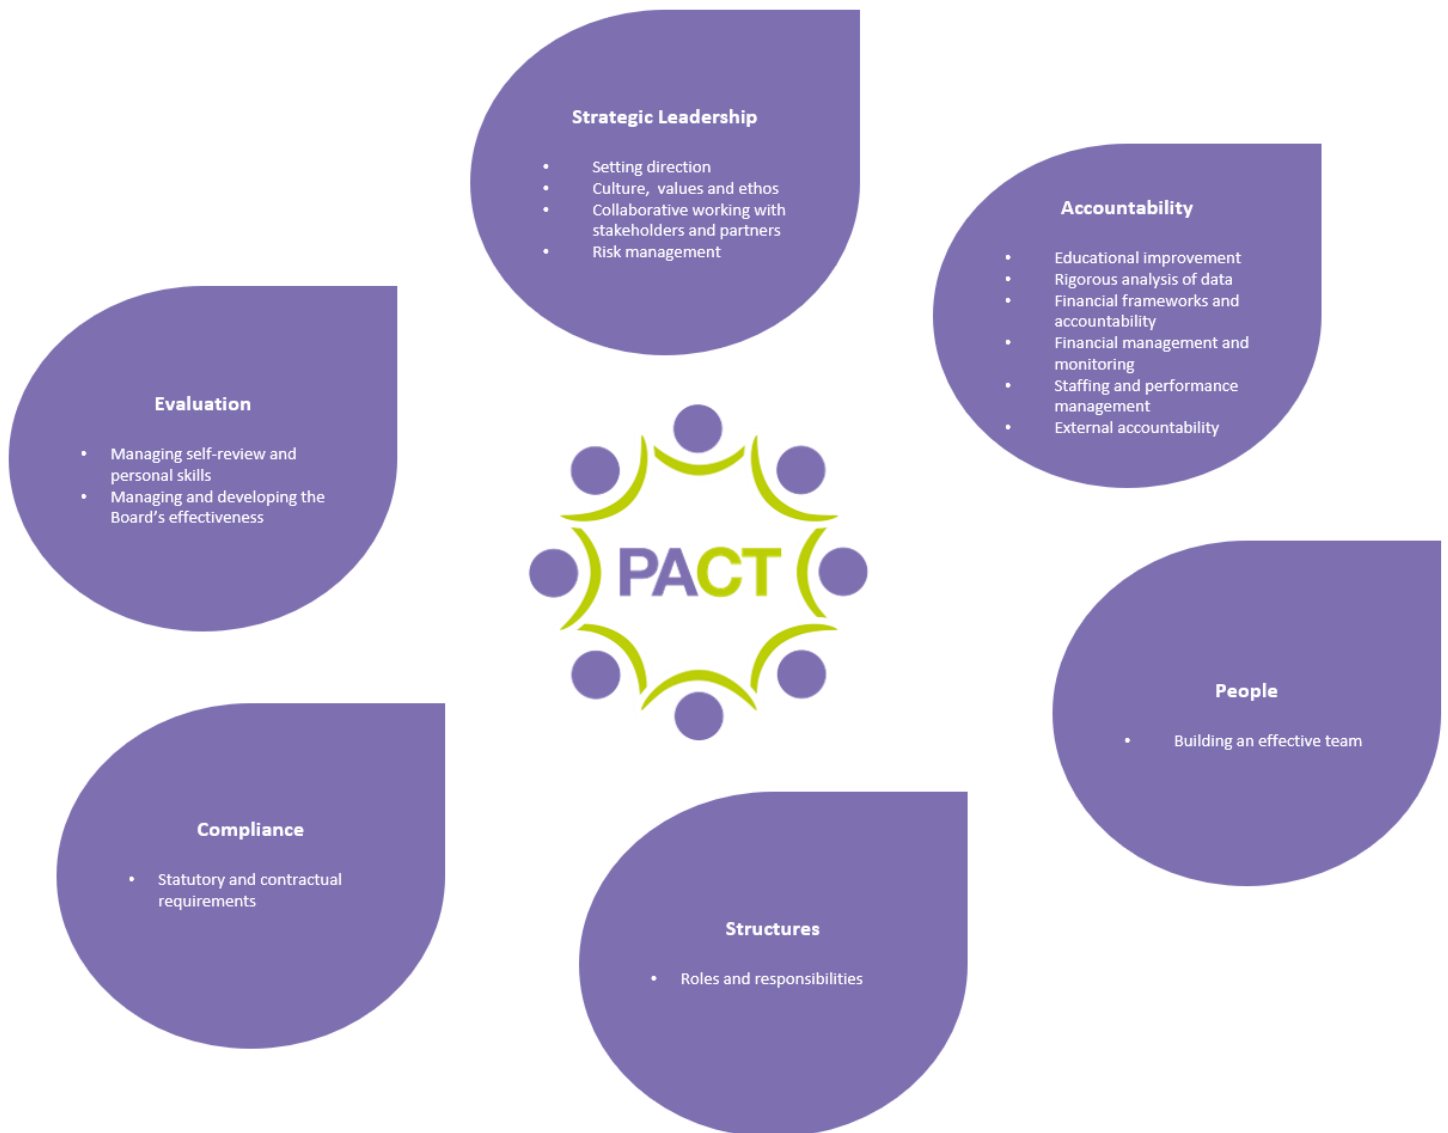 Strategic Leadership
• Setting direction
• Culture, values and ethos
• Collaborative working with
stakeholders and partners
• Risk management
Accountability
• Educational improvement
• Rigorous analysis of data
• Financial frameworks and
accountability
• Financial management and
monitoring
• Staffing and performance
management
• External accountability
Evaluation
• Managing self-review and
personal skills
• Managing and developing the
Board's effectiveness
PACT
People
• Building an effective team
Compliance
• Statutory and contractual
requirements
Structures
• Roles and responsibilities